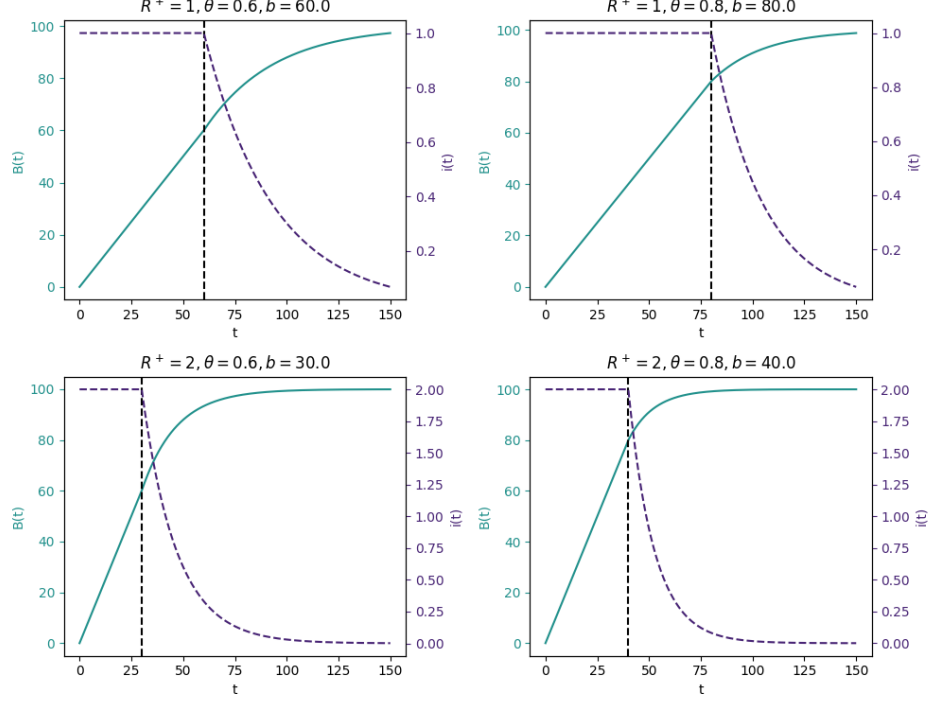 R⁺ = 1, θ = 0.6, b = 60.0
100
80
60
40
20
0
B(t)
1.0
0.8
0.6
0.4
0.2
i(t)
0 25 50 75 100 125 150
t
R⁺ = 1, θ = 0.8, b = 80.0
100
80
60
40
20
0
B(t)
1.0
0.8
0.6
0.4
0.2
i(t)
0 25 50 75 100 125 150
t
R⁺ = 2, θ = 0.6, b = 30.0
100
80
60
40
20
0
B(t)
2.00
1.75
1.50
1.25
1.00
0.75
0.50
0.25
0.00
i(t)
0 25 50 75 100 125 150
t
R⁺ = 2, θ = 0.8, b = 40.0
100
80
60
40
20
0
B(t)
2.00
1.75
1.50
1.25
1.00
0.75
0.50
0.25
0.00
i(t)
0 25 50 75 100 125 150
t